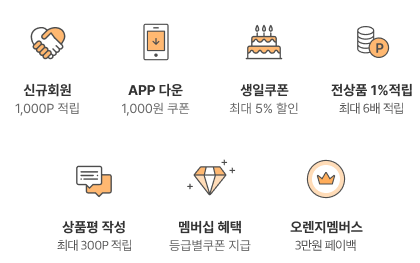 신규회원
1,000P 적립
APP 다운
1,000원 쿠폰
생일쿠폰
최대 5% 할인
전상품 1%적립
최대 6배 적립
P
상품평 작성
최대 300P 적립
멤버십 혜택
등급별쿠폰 지급
오렌지멤버스
3만원 페이백